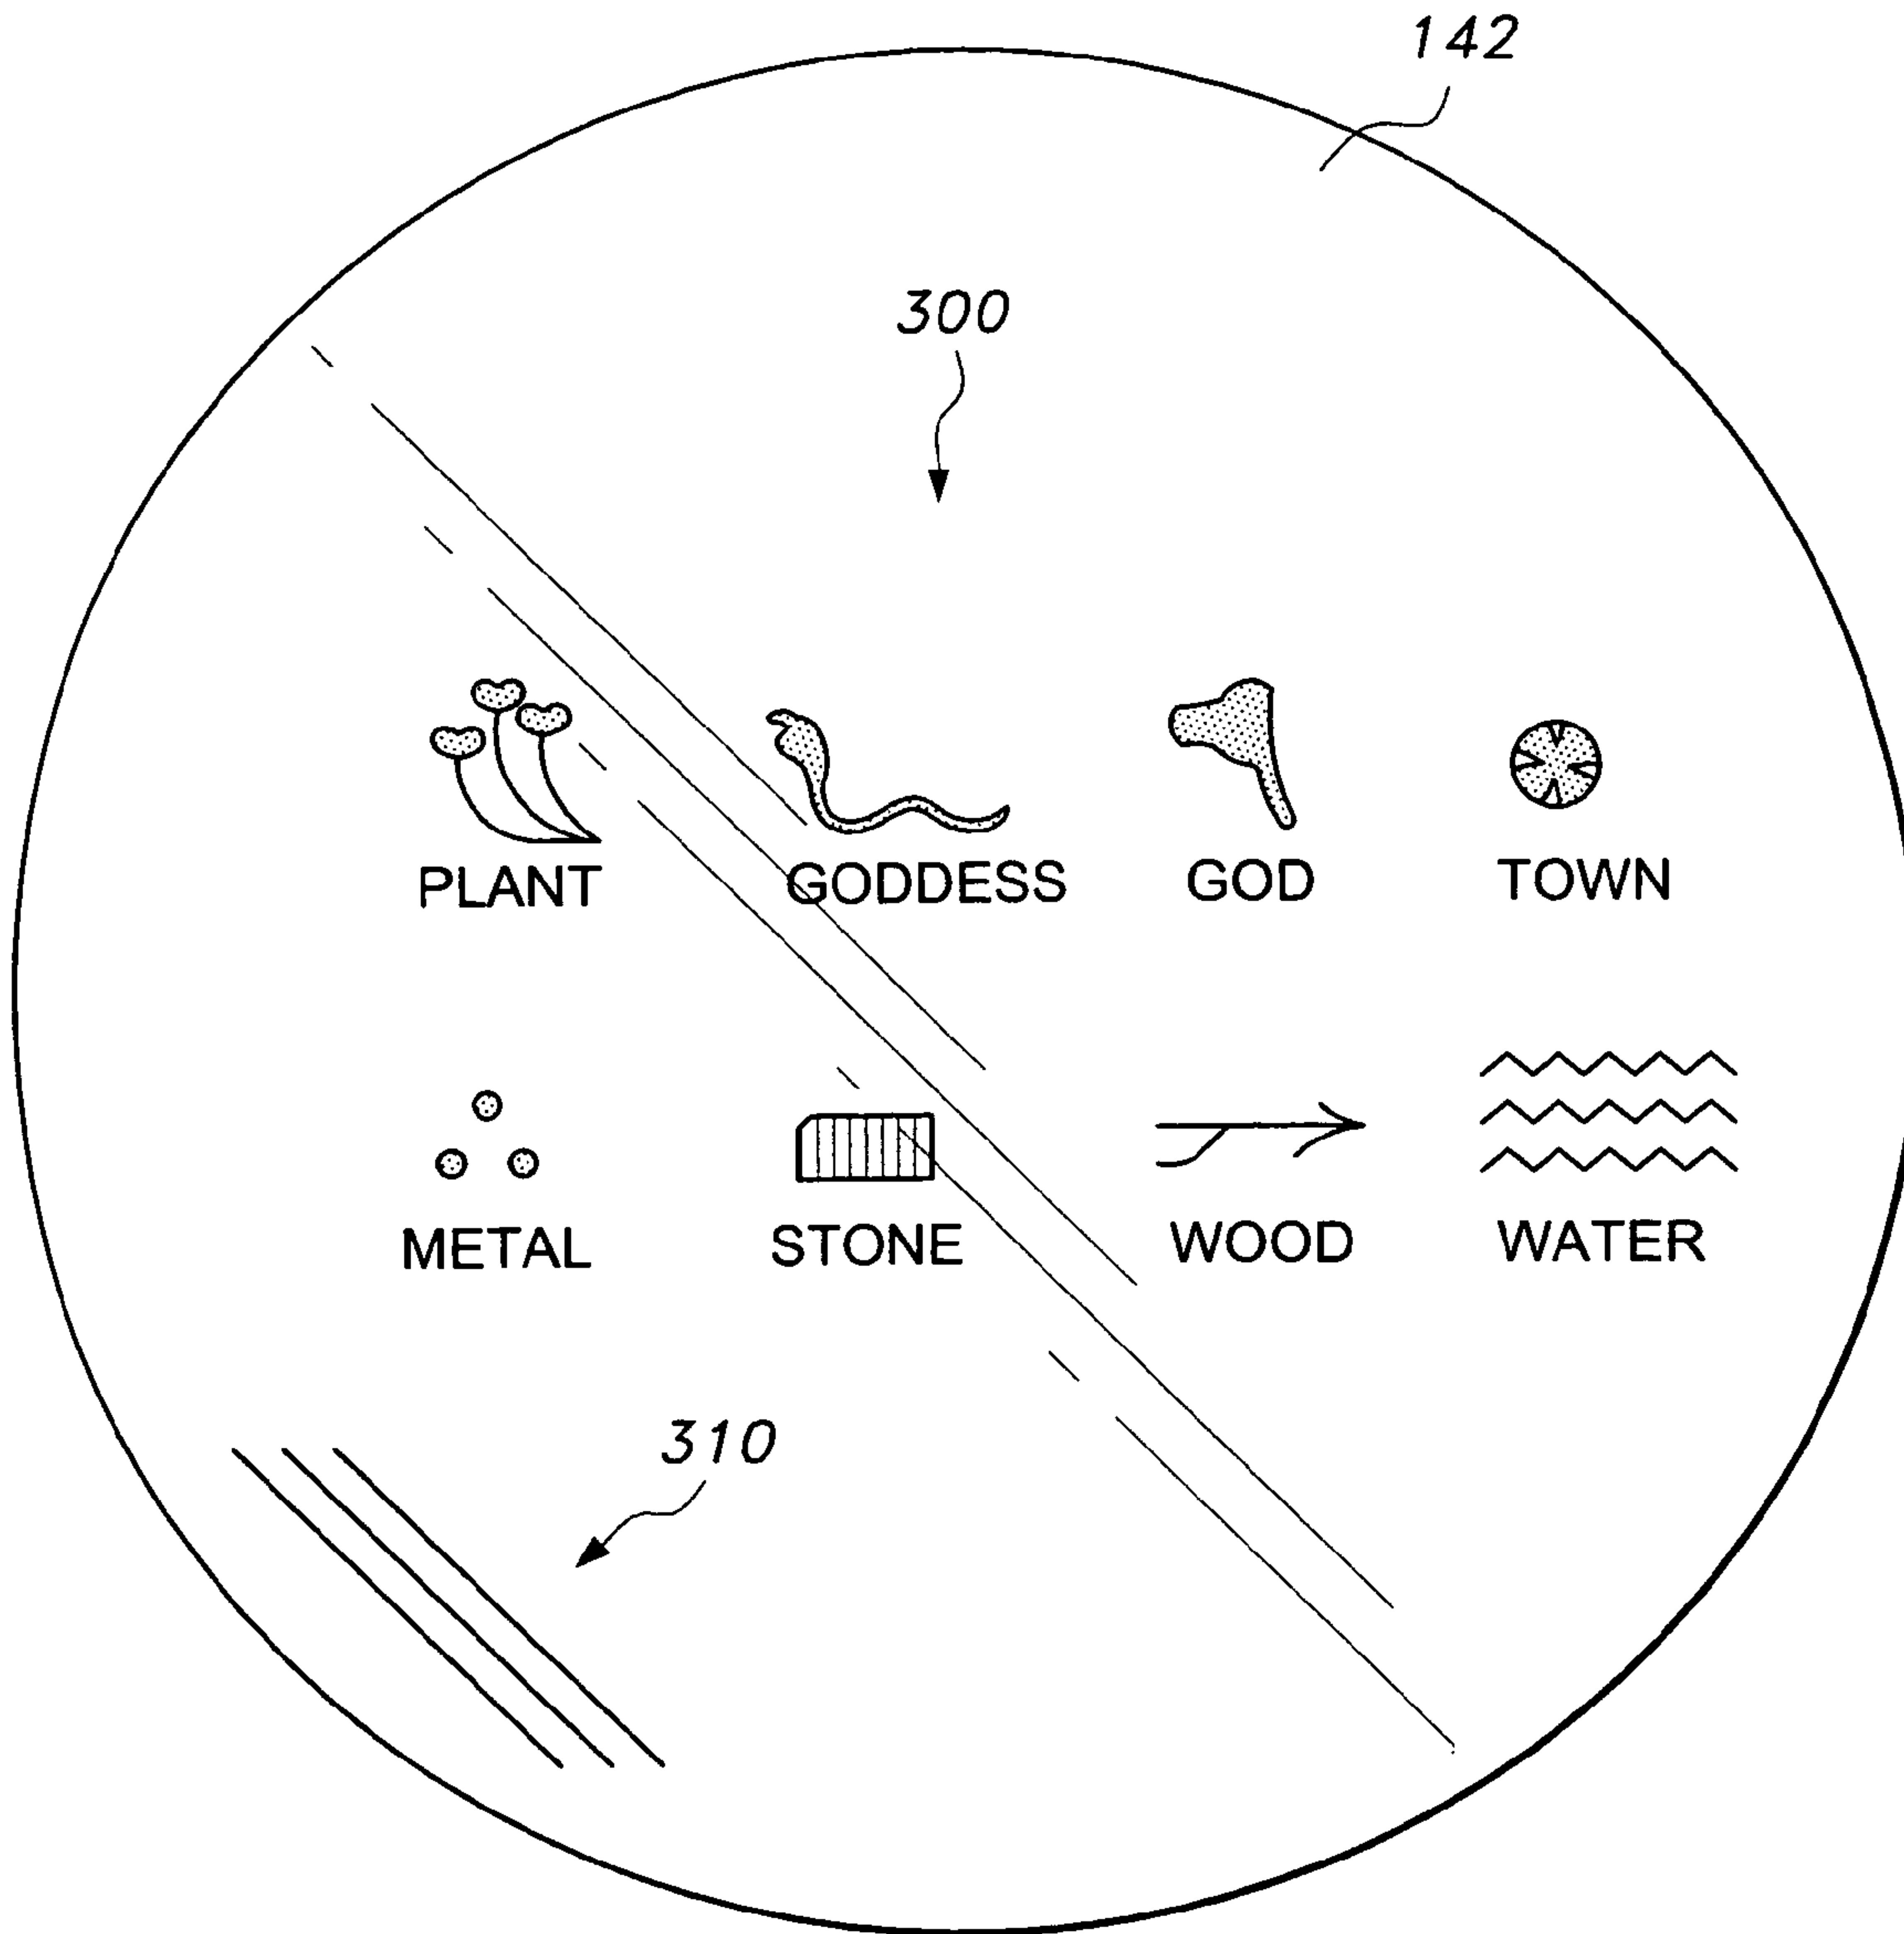 142
300
PLANT GODDESS GOD TOWN
METAL STONE WOOD WATER
310